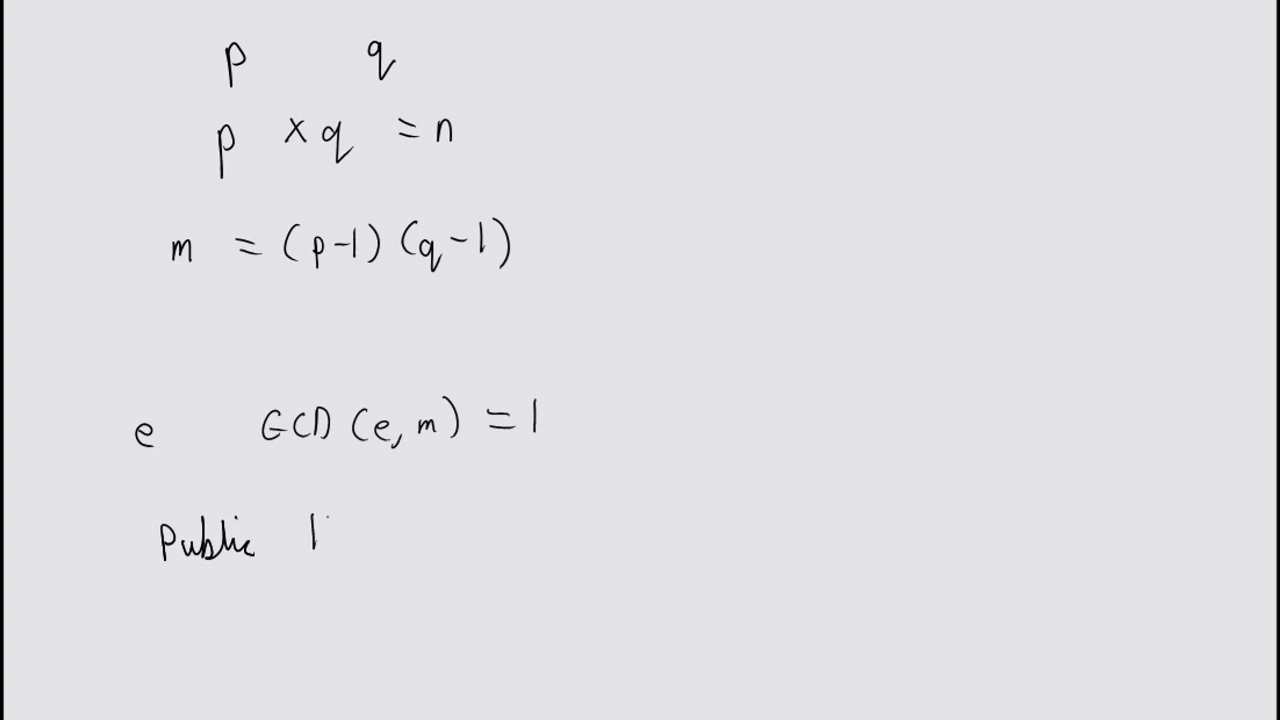 p q
p × q = n
m = (p-1) (q-1)
e GCD (e, m) = 1
Public